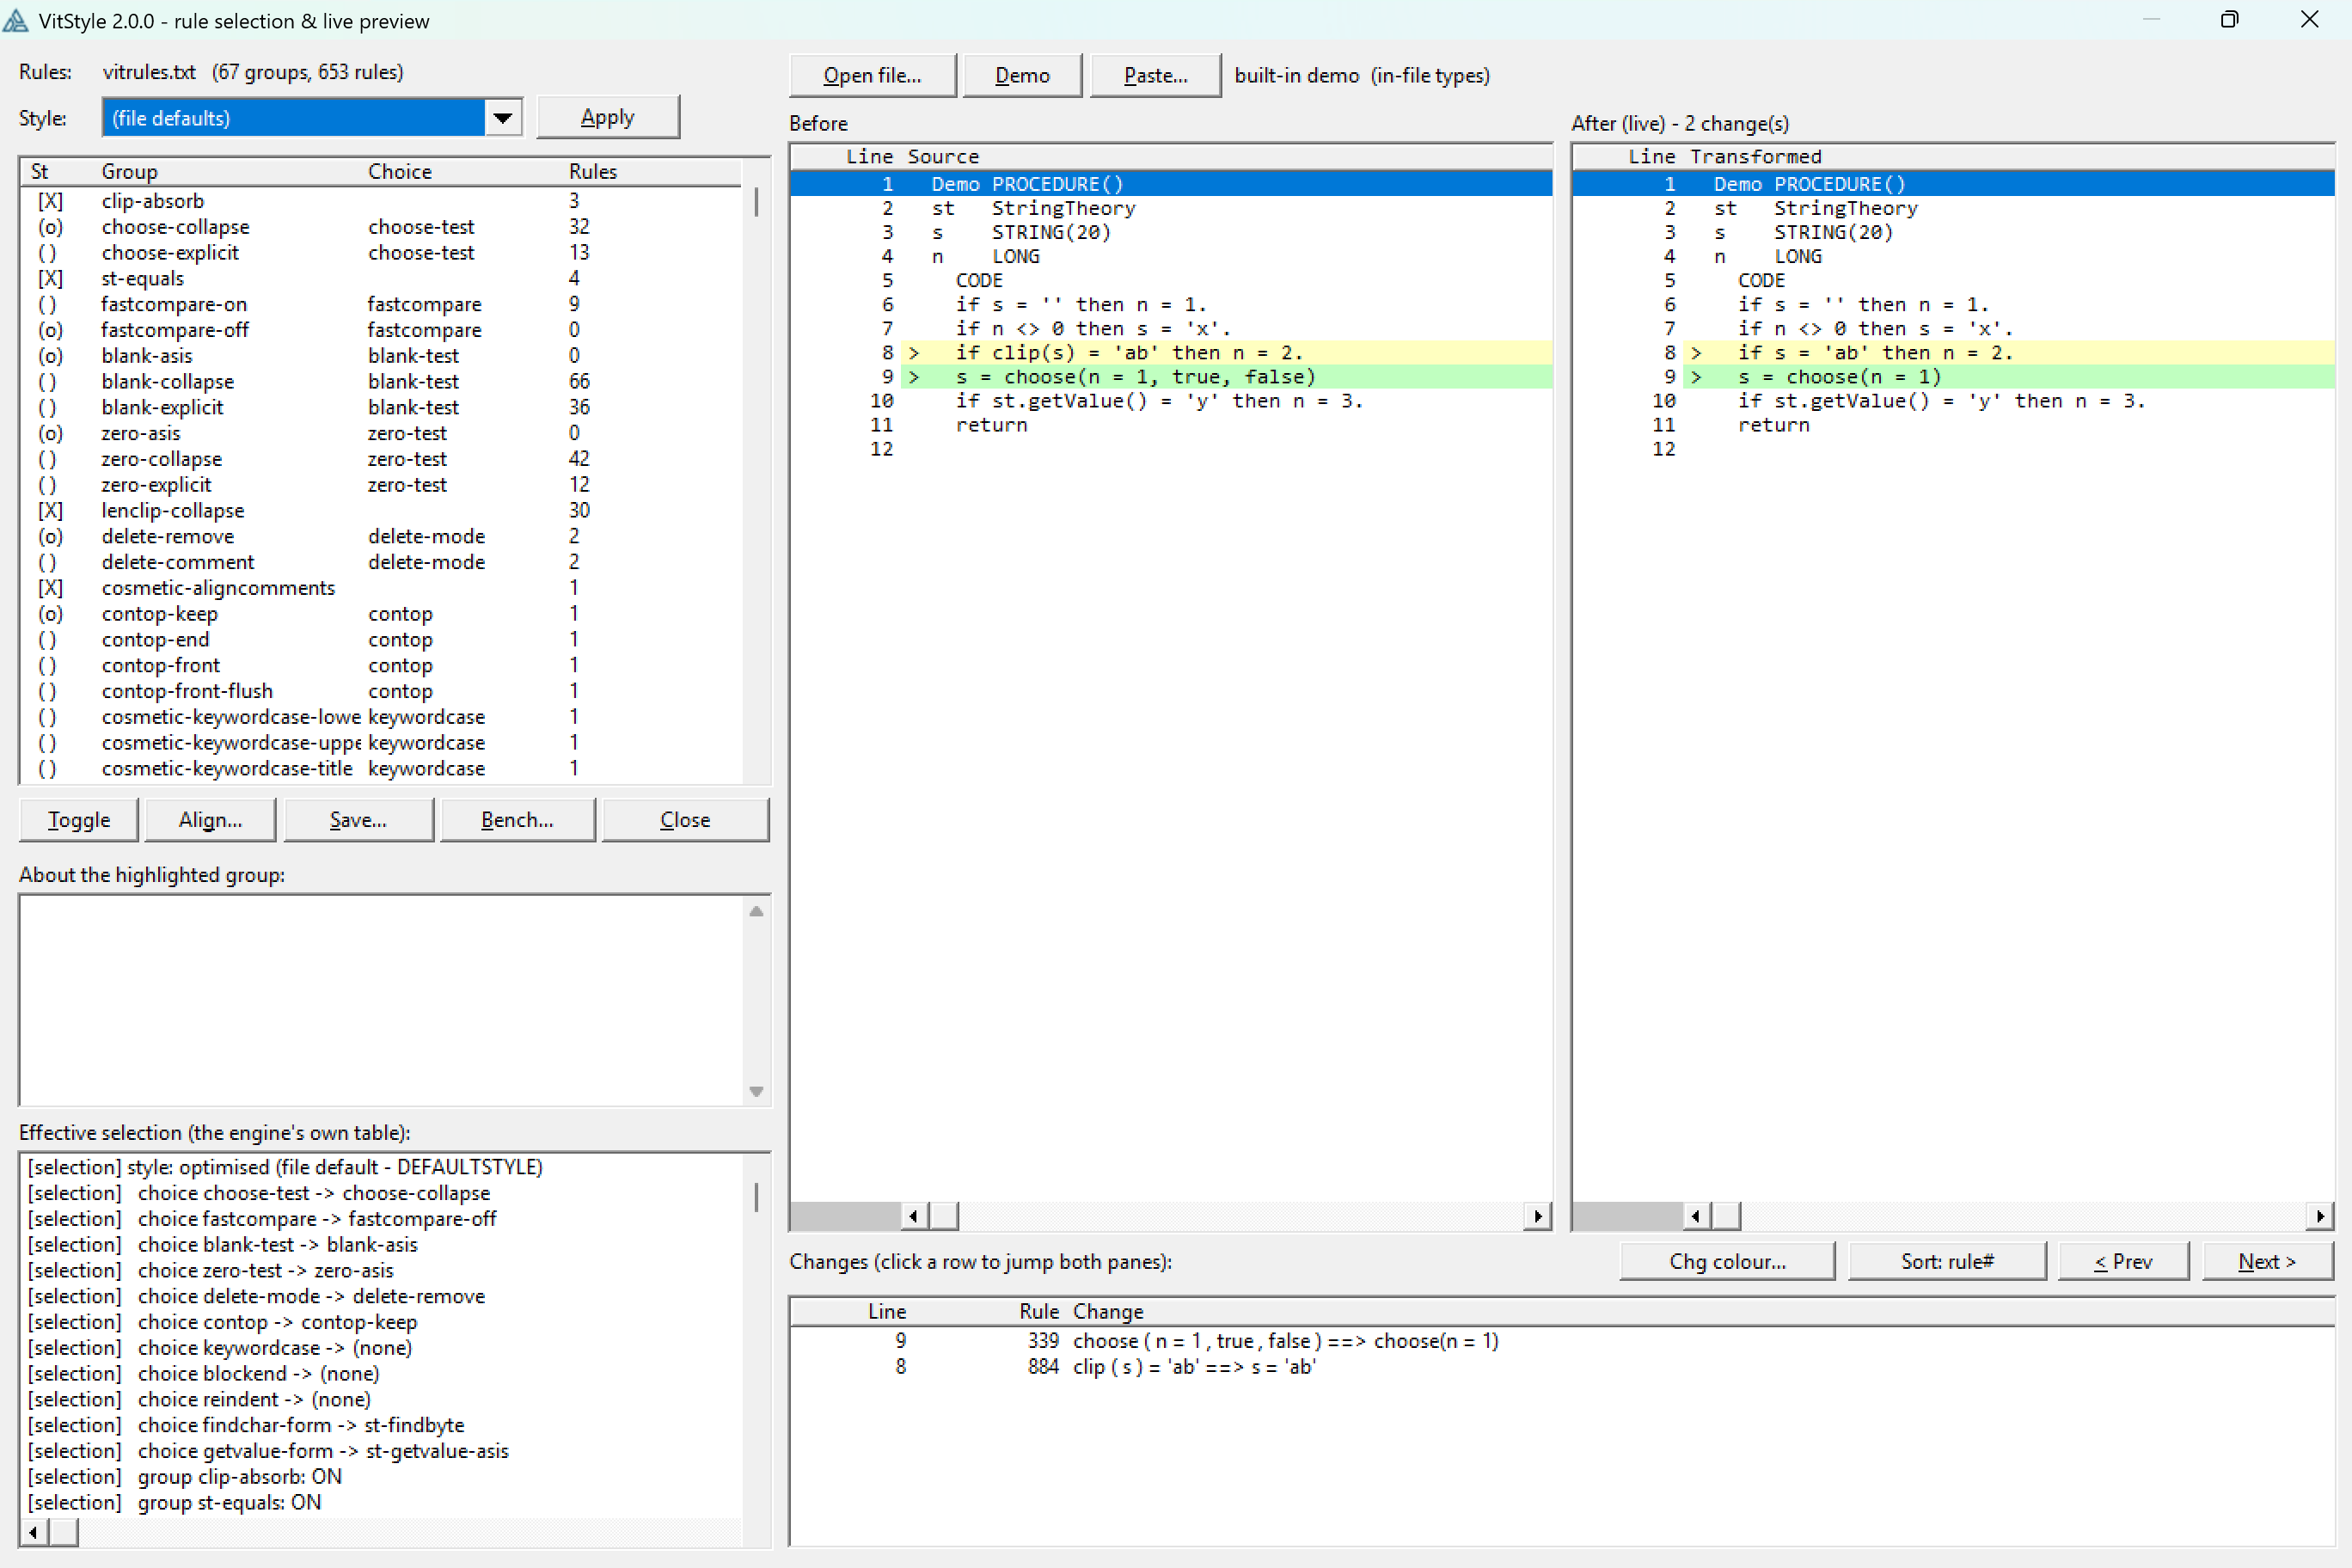 VitStyle 2.0.0 - rule selection & live preview
Rules: vitrules.txt (67 groups, 653 rules)
Style: (file defaults) Apply
St Group Choice Rules
[X] clip-absorb 3
(o) choose-collapse choose-test 32
( ) choose-explicit choose-test 13
[X] st-equals 4
( ) fastcompare-on fastcompare 9
(o) fastcompare-off fastcompare 0
(o) blank-asis blank-test 0
( ) blank-collapse blank-test 66
( ) blank-explicit blank-test 36
(o) zero-asis zero-test 0
( ) zero-collapse zero-test 42
( ) zero-explicit zero-test 12
[X] lenclip-collapse 30
(o) delete-remove delete-mode 2
( ) delete-comment delete-mode 2
[X] cosmetic-aligncomments 1
(o) contop-keep contop 1
( ) contop-end contop 1
( ) contop-front contop 1
( ) contop-front-flush contop 1
( ) cosmetic-keywordcase-lowe keywordcase 1
( ) cosmetic-keywordcase-uppe keywordcase 1
( ) cosmetic-keywordcase-title keywordcase 1
Toggle Align... Save... Bench... Close
About the highlighted group:
Effective selection (the engine's own table):
[selection] style: optimised (file default - DEFAULTSTYLE)
[selection] choice choose-test -> choose-collapse
[selection] choice fastcompare -> fastcompare-off
[selection] choice blank-test -> blank-asis
[selection] choice zero-test -> zero-asis
[selection] choice delete-mode -> delete-remove
[selection] choice contop -> contop-keep
[selection] choice keywordcase -> (none)
[selection] choice blockend -> (none)
[selection] choice reindent -> (none)
[selection] choice findchar-form -> st-findbyte
[selection] choice getvalue-form -> st-getvalue-asis
[selection] group clip-absorb: ON
[selection] group st-equals: ON
Open file... Demo Paste... built-in demo (in-file types)
Before
Line Source
1 Demo PROCEDURE()
2 st StringTheory
3 s STRING(20)
4 n LONG
5 CODE
6 if s = '' then n = 1.
7 if n <> 0 then s = 'x'.
8 > if clip(s) = 'ab' then n = 2.
9 > s = choose(n = 1, true, false)
10 if st.getValue() = 'y' then n = 3.
11 return
12
After (live) - 2 change(s)
Line Transformed
1 Demo PROCEDURE()
2 st StringTheory
3 s STRING(20)
4 n LONG
5 CODE
6 if s = '' then n = 1.
7 if n <> 0 then s = 'x'.
8 > if s = 'ab' then n = 2.
9 > s = choose(n = 1)
10 if st.getValue() = 'y' then n = 3.
11 return
12
Changes (click a row to jump both panes): Chg colour... Sort: rule# < Prev Next >
Line Rule Change
9 339 choose ( n = 1 , true , false ) ==> choose(n = 1)
8 884 clip ( s ) = 'ab' ==> s = 'ab'